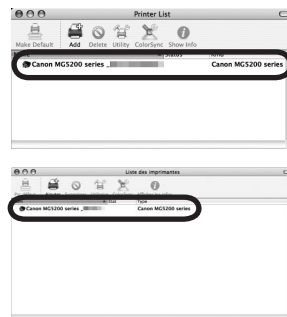 Printer List
Make Default Add Delete Utility ColorSync Show Info
Status
Canon MG5200 series _ Canon MG5200 series
Liste des imprimantes
Type
Canon MG5200 series _ Canon MG5200 series